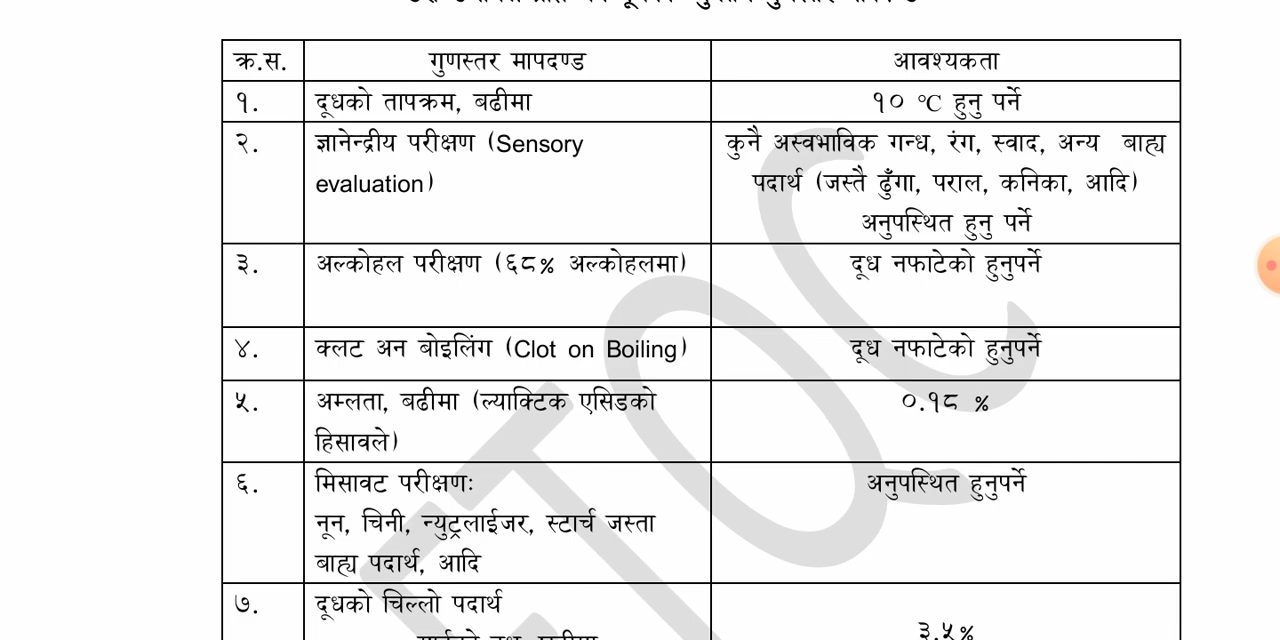 क्र.स. गुणस्तर मापदण्ड आवश्यकता
१. दूधको तापक्रम, बढीमा १० °C हुनु पर्ने
२. ज्ञानेन्द्रीय परीक्षण (Sensory
evaluation)
कुनै अस्वभाविक गन्ध, रंग, स्वाद, अन्य बाह्य
पदार्थ (जस्तै ढुँगा, पराल, कनिका, आदि)
अनुपस्थित हुनु पर्ने
३. अल्कोहल परीक्षण (६८% अल्कोहलमा) दूध नफाटेको हुनुपर्ने
४. क्लट अन बोइलिंग (Clot on Boiling) दूध नफाटेको हुनुपर्ने
५. अम्लता, बढीमा (ल्याक्टिक एसिडको
हिसावले)
०.१८ %
६. मिसावट परीक्षणः
नून, चिनी, न्युट्रलाईजर, स्टार्च जस्ता
बाह्य पदार्थ, आदि
अनुपस्थित हुनुपर्ने
७. दूधको चिल्लो पदार्थ
३.५%